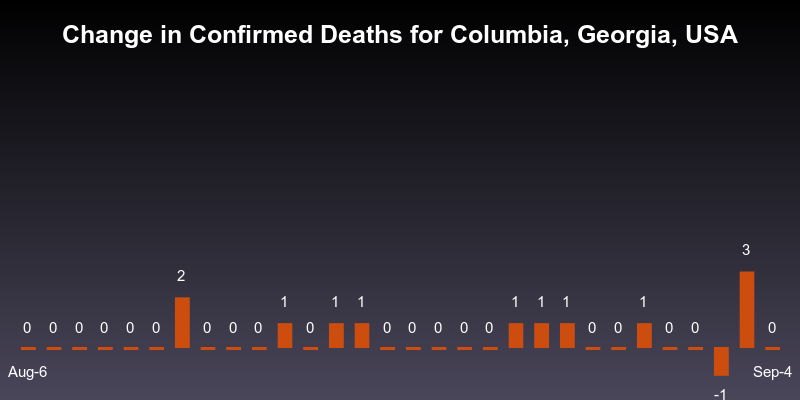 Change in Confirmed Deaths for Columbia, Georgia, USA
3
2
1 1 1 1 1 1 1
0 0 0 0 0 0 0 0 0 0 0 0 0 0 0 0 0 0 0 0
Aug-6 Sep-4
-1